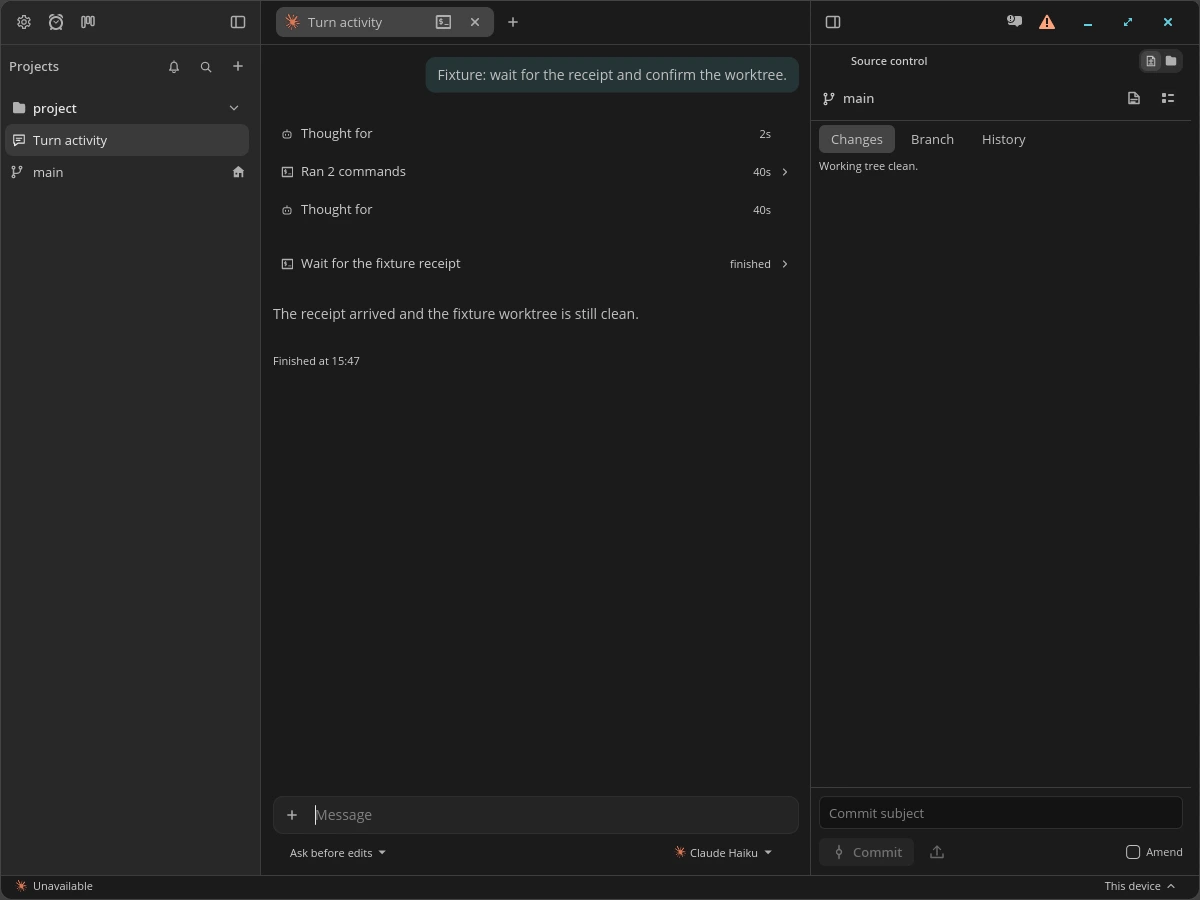 Turn activity
Projects
project
Turn activity
main
Fixture: wait for the receipt and confirm the worktree.
Thought for 2s
Ran 2 commands 40s
Thought for 40s
Wait for the fixture receipt finished
The receipt arrived and the fixture worktree is still clean.
Finished at 15:47
Message
Ask before edits
Claude Haiku
Source control
main
Changes Branch History
Working tree clean.
Commit subject
Commit
Amend
Unavailable
This device